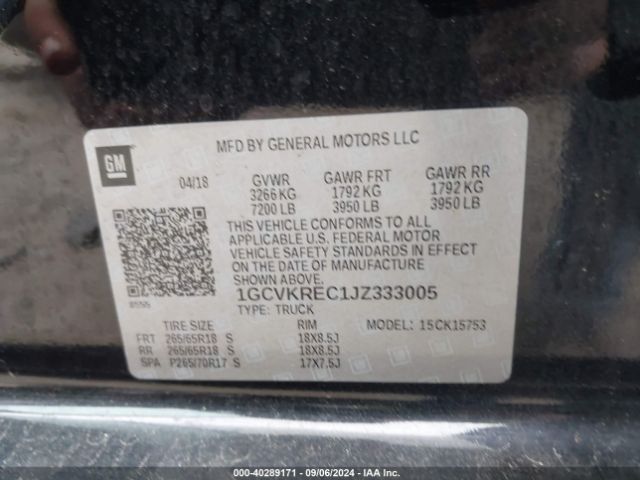 MFD BY GENERAL MOTORS LLC
GM
04/18 GVWR GAWR FRT GAWR RR
3266 KG 1792 KG 1792 KG
7200 LB 3950 LB 3950 LB
THIS VEHICLE CONFORMS TO ALL
APPLICABLE U.S. FEDERAL MOTOR
VEHICLE SAFETY STANDARDS IN EFFECT
ON THE DATE OF MANUFACTURE
SHOWN ABOVE.
1GCVKREC1JZ333005
TYPE: TRUCK
TIRE SIZE RIM MODEL: 15CK15753
FRT 265/65R18 S 18X8.5J
RR 265/65R18 S 18X8.5J
SPA P265/70R17 S 17X7.5J
000-40289171 - 09/06/2024 - IAA Inc.